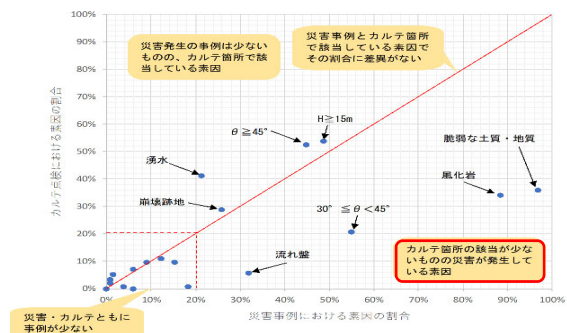 100%
90%
80%
70%
60%
50%
40%
30%
20%
10%
0%
カルテ点検における素因の割合
災害発生の事例は少ない
ものの、カルテ箇所で該
当している素因
災害事例とカルテ箇所
で該当している素因で
その割合に差異がない
θ≧45°
H≧15m
脆弱な土質・地質
湧水
風化岩
崩壊跡地
30°≦θ<45°
流れ盤
カルテ箇所の該当が少な
いものの災害が発生して
いる素因
0%
10%
20%
30%
40%
50%
60%
70%
80%
90%
100%
災害事例における素因の割合
災害・カルテともに
事例が少ない